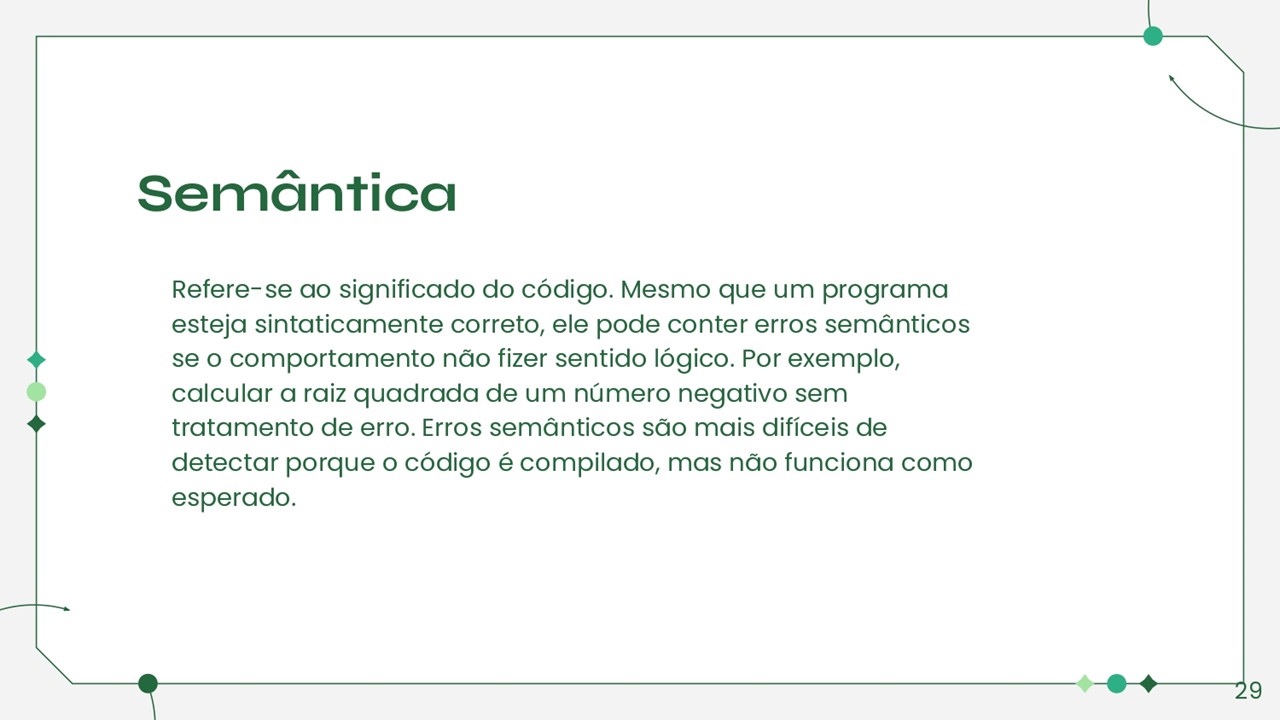 Semântica
Refere-se ao significado do código. Mesmo que um programa
esteja sintaticamente correto, ele pode conter erros semânticos
se o comportamento não fizer sentido lógico. Por exemplo,
calcular a raiz quadrada de um número negativo sem
tratamento de erro. Erros semânticos são mais difíceis de
detectar porque o código é compilado, mas não funciona como
esperado.
29